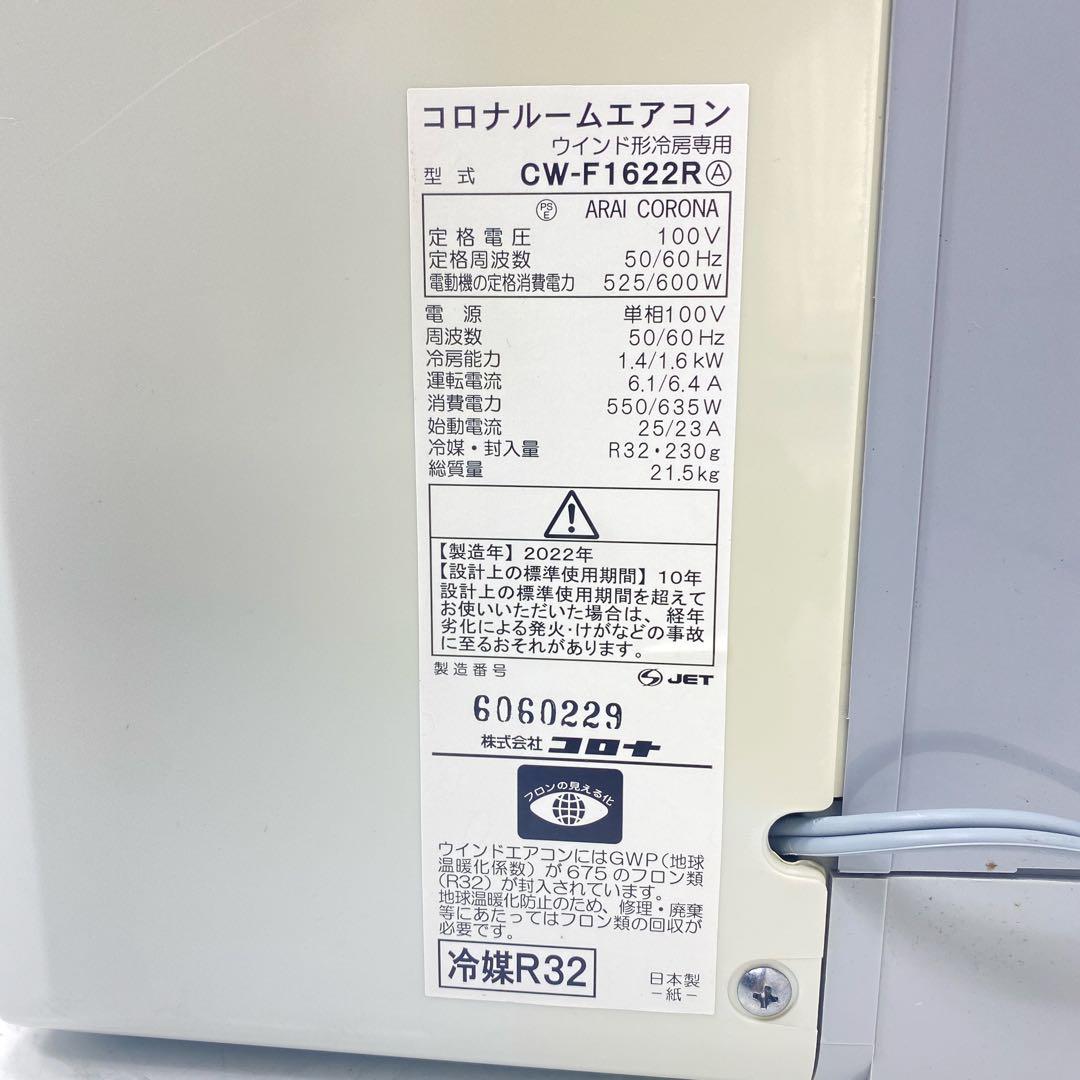 コロナルームエアコン
ウインド形冷房専用
型式 CW-F1622RⒶ
PSE ARAI CORONA
定格電圧 100V
定格周波数 50/60Hz
電動機の定格消費電力 525/600W
電源 単相100V
周波数 50/60Hz
冷房能力 1.4/1.6kW
運転電流 6.1/6.4A
消費電力 550/635W
始動電流 25/23A
冷媒・封入量 R32・230g
総質量 21.5kg
【製造年】2022年
【設計上の標準使用期間】10年
設計上の標準使用期間を超えて
お使いいただいた場合は、経年
劣化による発火・けがなどの事故
に至るおそれがあります。
製造番号 JET
6060229
株式会社 コロナ
フロンの見える化
ウインドエアコンにはGWP(地球
温暖化係数)が675のフロン類
(R32)が封入されています。
地球温暖化防止のため、修理・廃棄
等にあたってはフロン類の回収が
必要です。
冷媒R32
日本製
-紙-